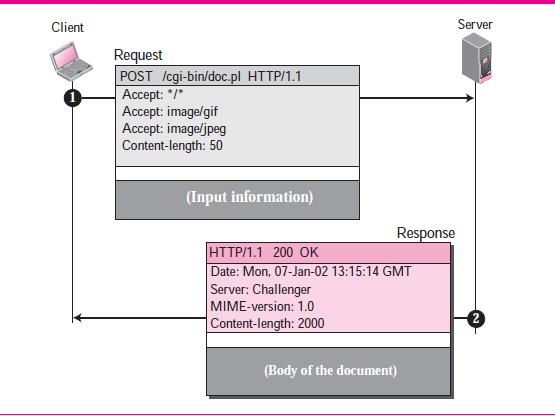 Client
Server
Request
POST /cgi-bin/doc.pl HTTP/1.1
1
Accept: */*
Accept: image/gif
Accept: image/jpeg
Content-length: 50
(Input information)
Response
HTTP/1.1 200 OK
Date: Mon, 07-Jan-02 13:15:14 GMT
Server: Challenger
MIME-version: 1.0
Content-length: 2000
2
(Body of the document)